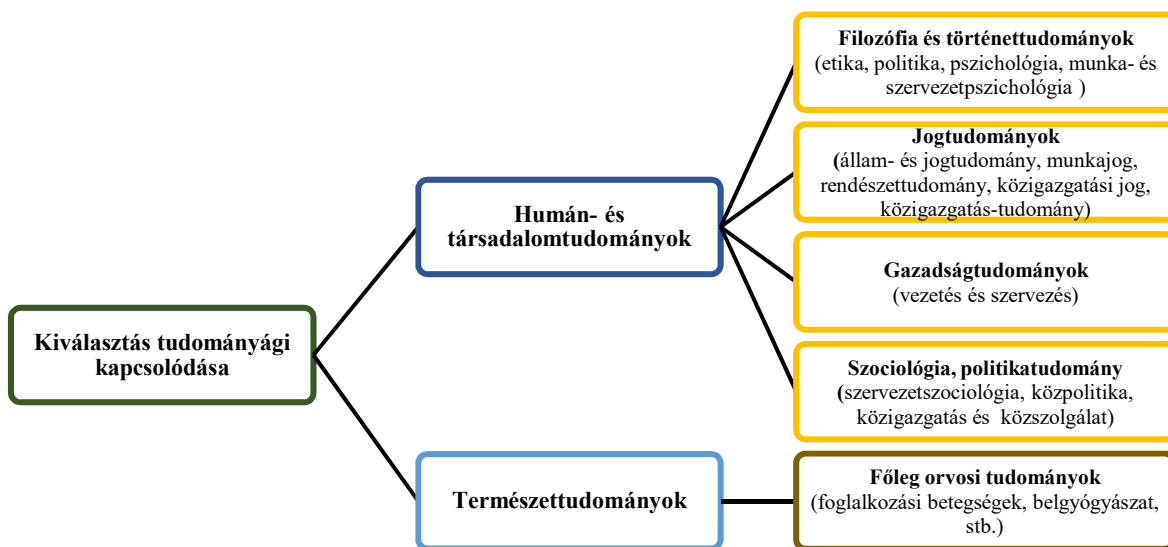 Filozófia és történettudományok
(etika, politika, pszichológia, munka- és
szervezetpszichológia )
Jogtudományok
(állam- és jogtudomány, munkajog,
rendészettudomány, közigazgatási jog,
közigazgatás-tudomány)
Humán- és
társadalomtudományok
Gazadságtudományok
(vezetés és szervezés)
Kiválasztás tudományági
kapcsolódása
Szociológia, politikatudomány
(szervezetszociológia, közpolitika,
közigazgatás és közszolgálat)
Természettudományok
Főleg orvosi tudományok
(foglalkozási betegségek, belgyógyászat,
stb.)